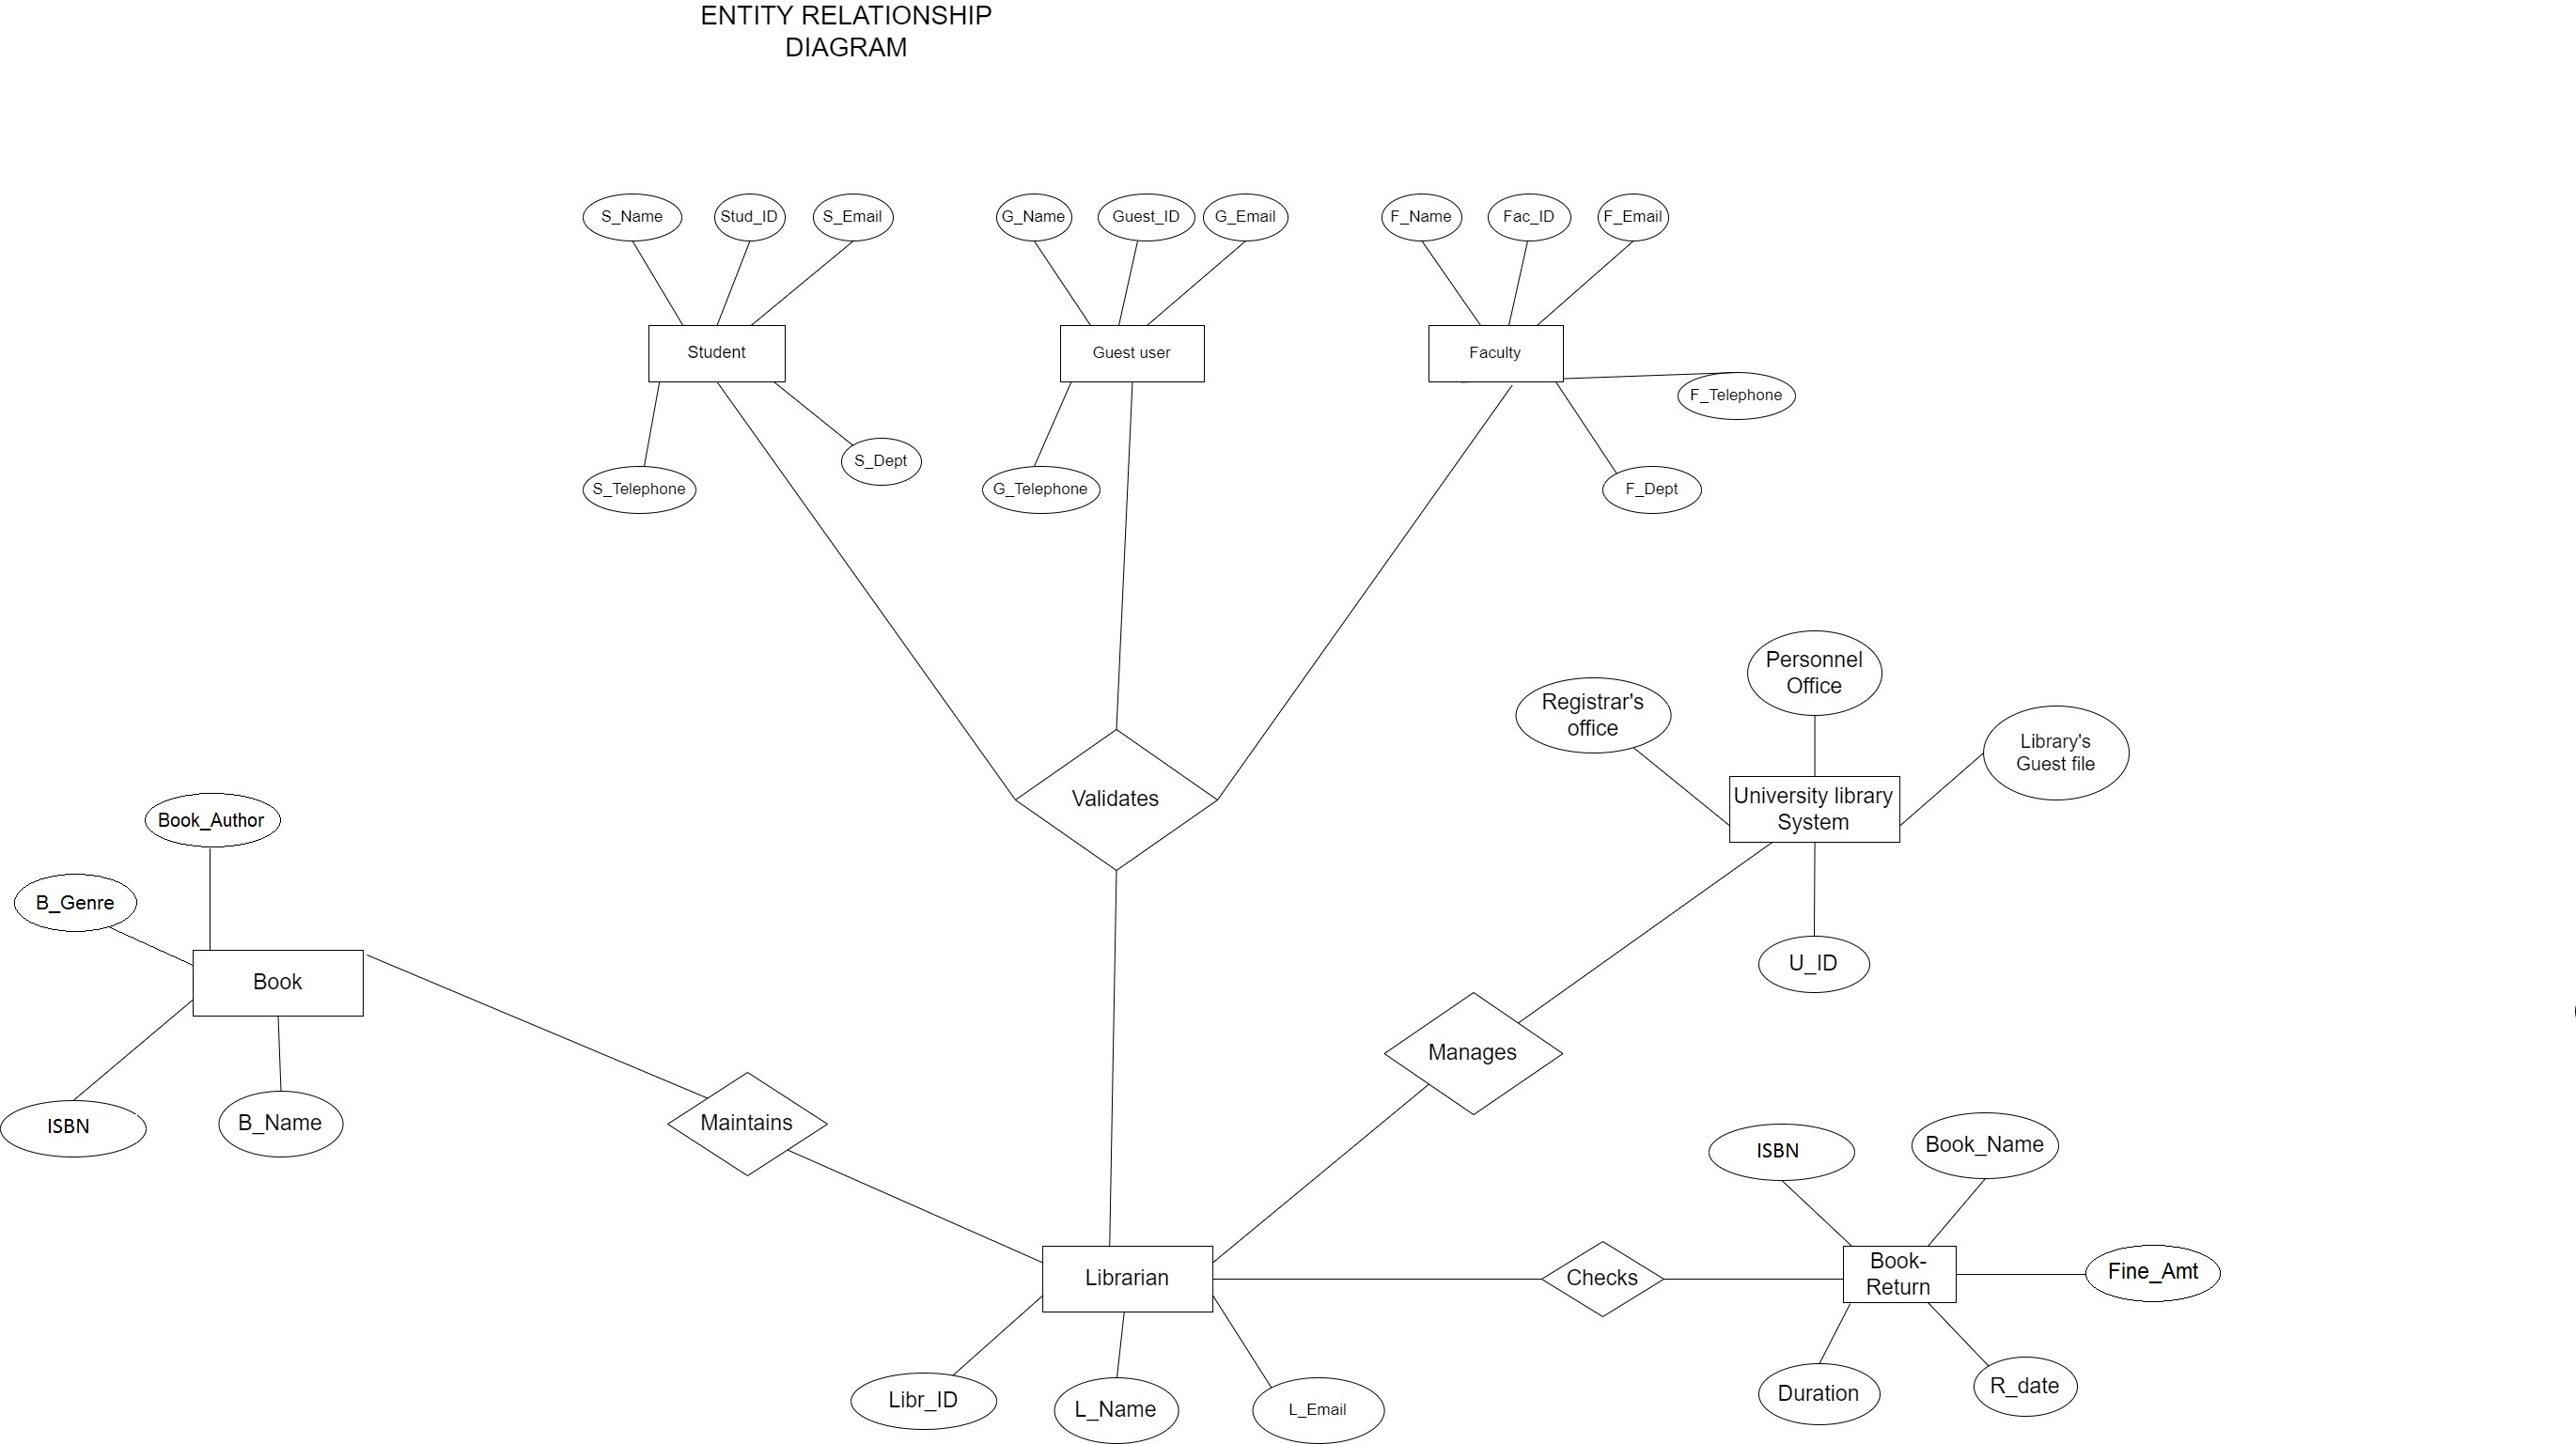 ENTITY RELATIONSHIP
DIAGRAM
S_Name
Stud_ID
S_Email
G_Name
Guest_ID
G_Email
F_Name
Fac_ID
F_Email
Student
Guest user
Faculty
F_Telephone
S_Dept
S_Telephone
G_Telephone
F_Dept
Personnel
Office
Registrar's
office
Library's
Guest file
Validates
University library
System
Book_Author
B_Genre
U_ID
Book
Manages
Maintains
ISBN
B_Name
ISBN
Book_Name
Librarian
Checks
Book-
Return
Fine_Amt
Libr_ID
L_Name
L_Email
Duration
R_date